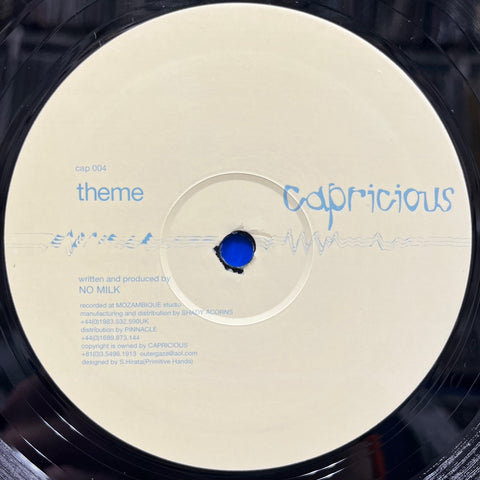 cap 004
theme
capricious
written and produced by
NO MILK
recorded at MOZAMBIQUE studio
manufacturing and distribution by SHADY ACORNS
+44(0)1983.532.590UK
distribution by PINNACLE
+44(0)1689.873.144
copyright is owned by CAPRICIOUS
+81(0)3.5496.1913 outergaze@aol.com
designed by S.Hirata(Primitive Hands)